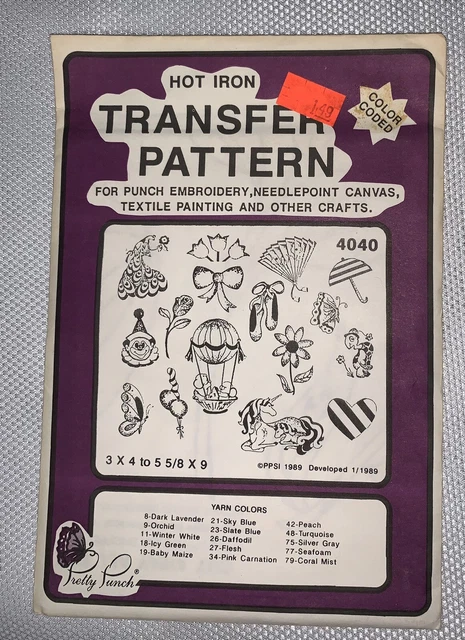 HOT IRON
TRANSFER
PATTERN
FOR PUNCH EMBROIDERY,NEEDLEPOINT CANVAS,
TEXTILE PAINTING AND OTHER CRAFTS.
1.49
COLOR
CODED
4040
3 X 4 to 5 5/8 X 9
©PPSI 1989 Developed 1/1989
YARN COLORS
8-Dark Lavender
9-Orchid
11-Winter White
18-Icy Green
19-Baby Maize
21-Sky Blue
23-Slate Blue
26-Daffodil
27-Flesh
34-Pink Carnation
42-Peach
48-Turquoise
75-Silver Gray
77-Seafoam
79-Coral Mist
Pretty Punch®